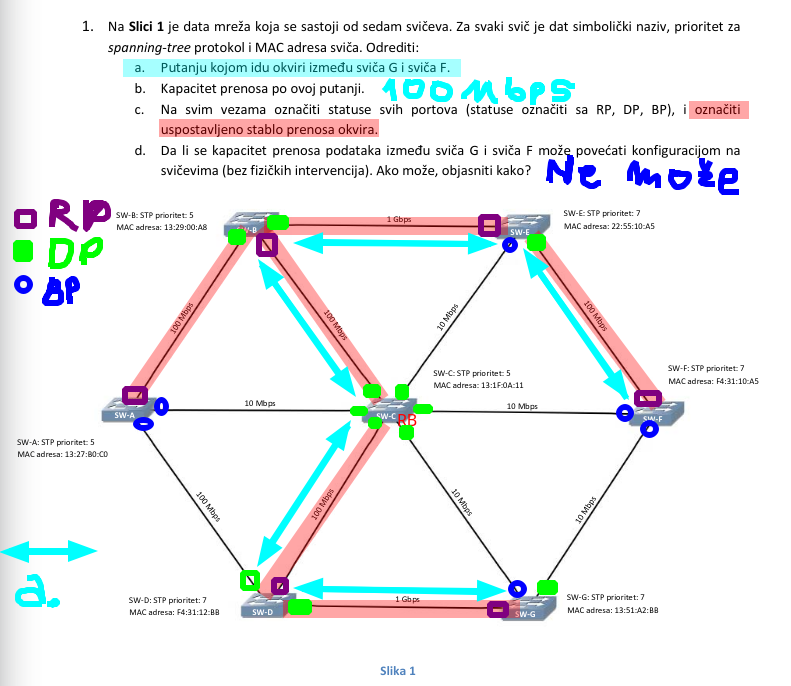 1. Na Slici 1 je data mreža koja se sastoji od sedam svičeva. Za svaki svič je dat simbolički naziv, prioritet za
spanning-tree protokol i MAC adresa sviča. Odrediti:
a. Putanju kojom idu okviri između sviča G i sviča F.
b. Kapacitet prenosa po ovoj putanji. 100Mbps
c. Na svim vezama označiti statuse svih portova (statuse označiti sa RP, DP, BP), i označiti
uspostavljeno stablo prenosa okvira.
d. Da li se kapacitet prenosa podataka između sviča G i sviča F može povećati konfiguracijom na
svičevima (bez fizičkih intervencija). Ako može, objasniti kako?
Ne može
RP
DP
BP
SW-B: STP prioritet: 5
MAC adresa: 13:29:00:A8
SW-B
1 Gbps
SW-E
SW-E: STP prioritet: 7
MAC adresa: 22:55:10:A5
100 Mbps
100 Mbps
10 Mbps
100 Mbps
SW-C: STP prioritet: 5
MAC adresa: 13:1F:0A:11
SW-F: STP prioritet: 7
MAC adresa: F4:31:10:A5
SW-A
10 Mbps
SW-C
RB
10 Mbps
SW-F
SW-A: STP prioritet: 5
MAC adresa: 13:27:B0:C0
100 Mbps
100 Mbps
10 Mbps
10 Mbps
a.
SW-D: STP prioritet: 7
MAC adresa: F4:31:12:BB
SW-D
1 Gbps
SW-G
SW-G: STP prioritet: 7
MAC adresa: 13:51:A2:BB
Slika 1